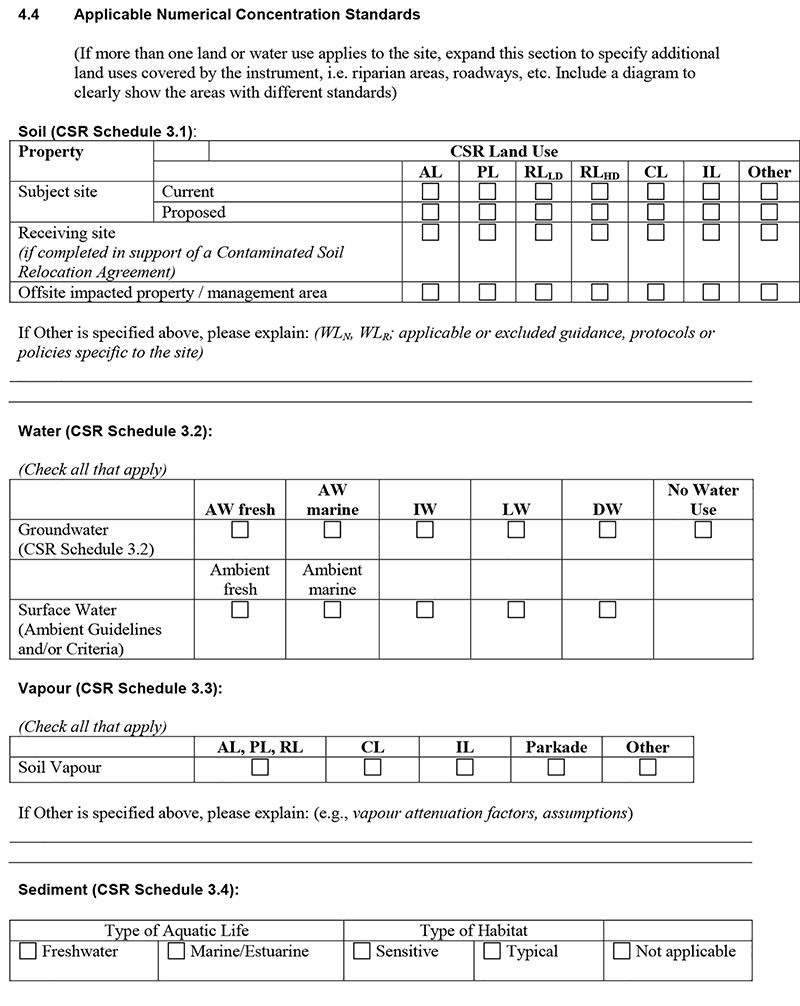 4.4 Applicable Numerical Concentration Standards
(If more than one land or water use applies to the site, expand this section to specify additional
land uses covered by the instrument, i.e. riparian areas, roadways, etc. Include a diagram to
clearly show the areas with different standards)
Soil (CSR Schedule 3.1):
Property CSR Land Use
AL PL RLLD RLHD CL IL Other
Subject site Current
Proposed
Receiving site
(if completed in support of a Contaminated Soil
Relocation Agreement)
Offsite impacted property / management area
If Other is specified above, please explain: (WLN, WLR; applicable or excluded guidance, protocols or
policies specific to the site)
Water (CSR Schedule 3.2):
(Check all that apply)
AW fresh AW marine IW LW DW No Water Use
Groundwater
(CSR Schedule 3.2)
Ambient fresh Ambient marine
Surface Water
(Ambient Guidelines
and/or Criteria)
Vapour (CSR Schedule 3.3):
(Check all that apply)
AL, PL, RL CL IL Parkade Other
Soil Vapour
If Other is specified above, please explain: (e.g., vapour attenuation factors, assumptions)
Sediment (CSR Schedule 3.4):
Type of Aquatic Life Type of Habitat
Freshwater Marine/Estuarine Sensitive Typical Not applicable